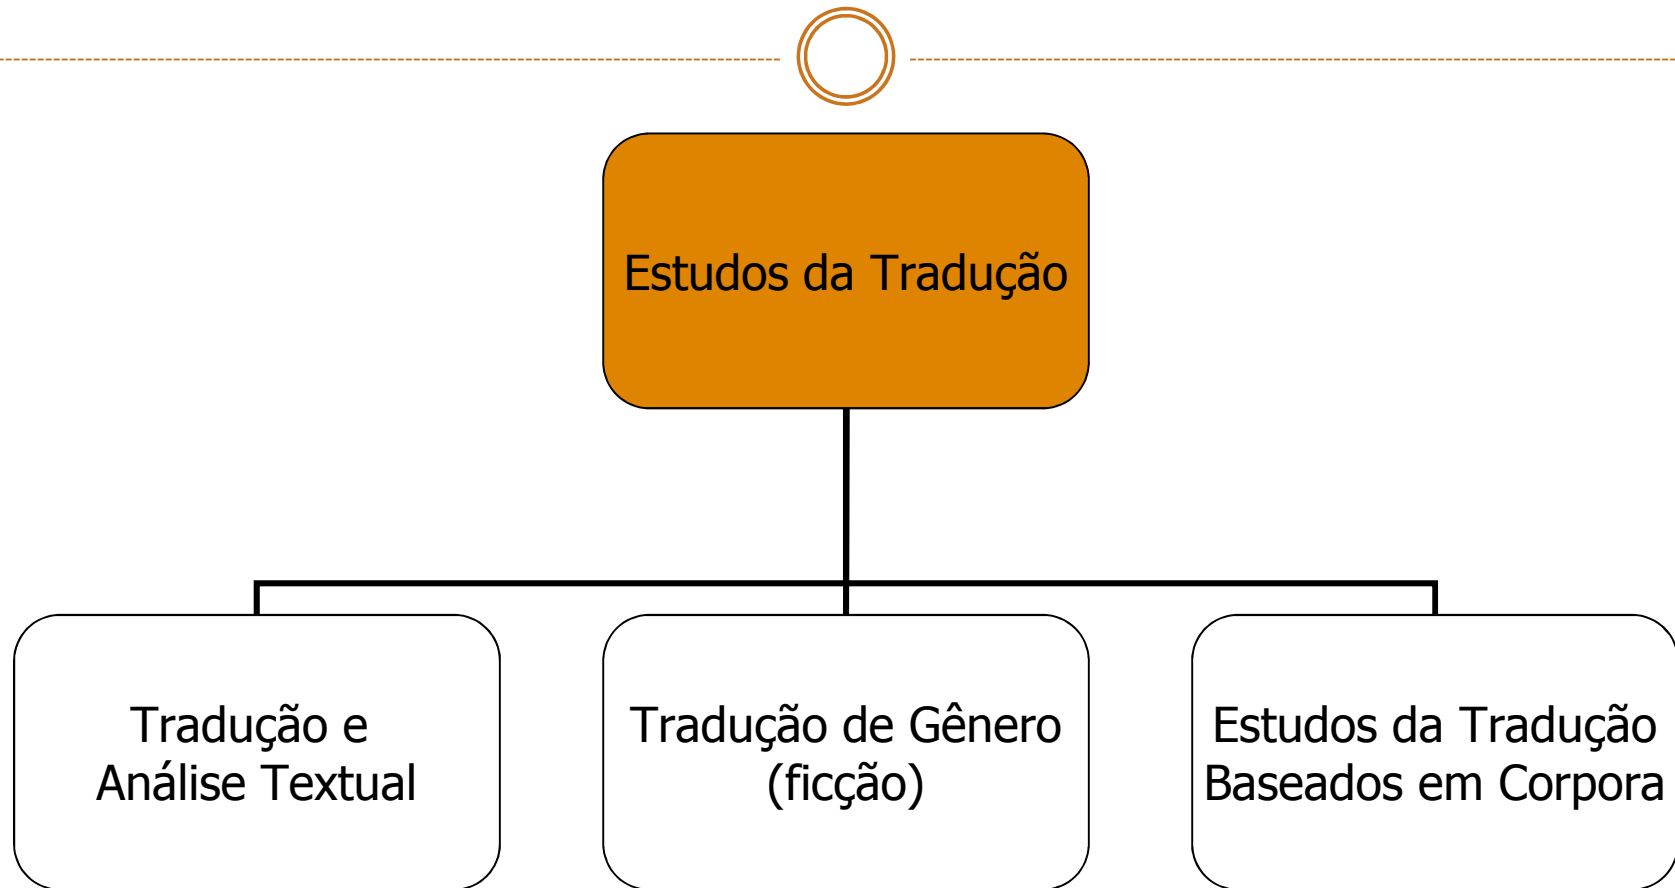 Estudos da Tradução
Tradução e
Análise Textual
Tradução de Gênero
(ficção)
Estudos da Tradução
Baseados em Corpora